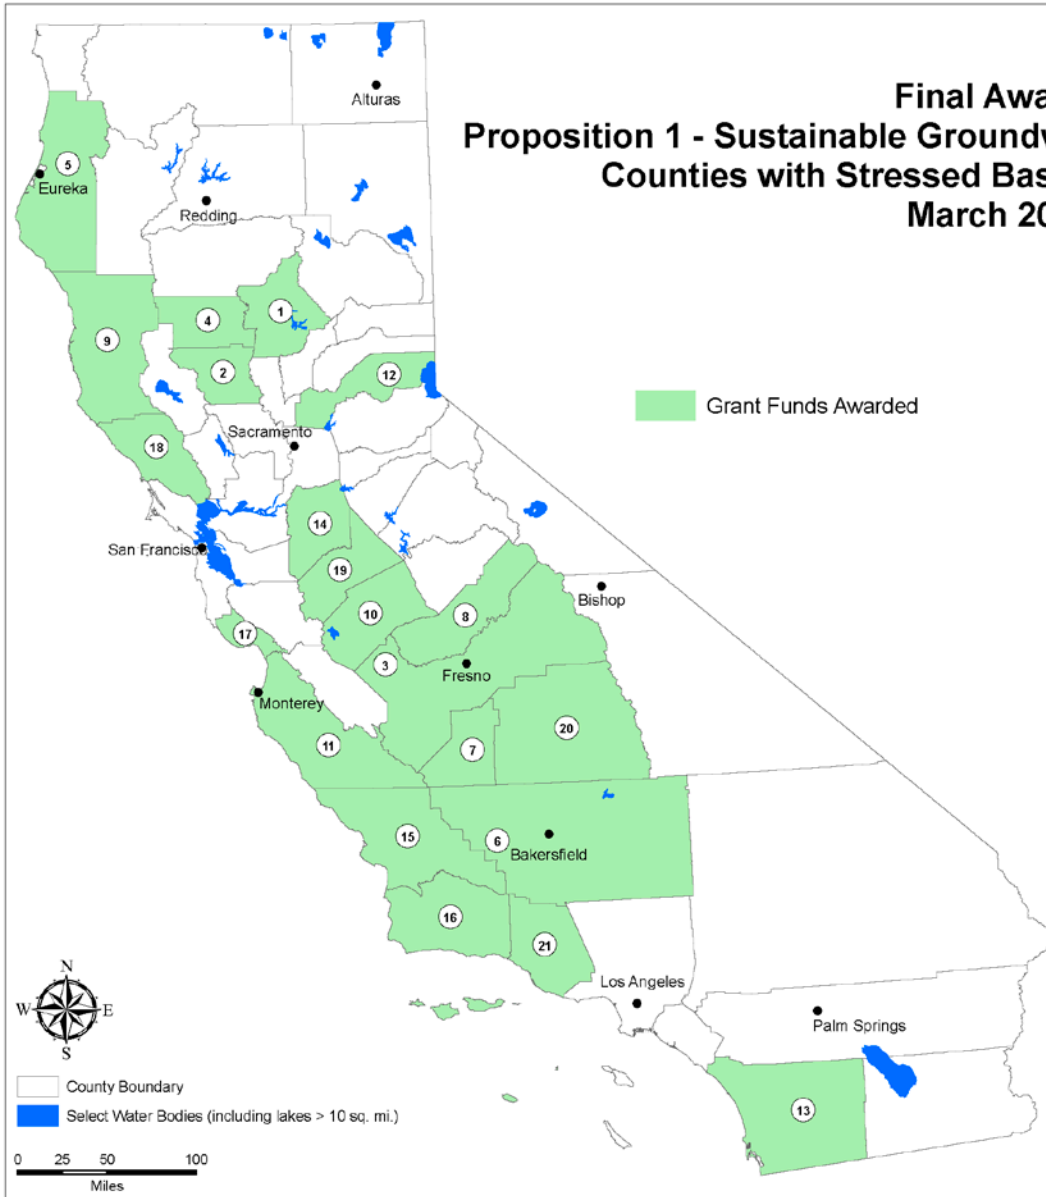 Final Awa
Proposition 1 - Sustainable Groundw
Counties with Stressed Bas
March 20
Alturas
5
Eureka
Redding
1
4
9
2
12
Grant Funds Awarded
Sacramento
18
14
San Francisco
19
Bishop
10
8
17
3
Fresno
Monterey
20
11
7
15
6
Bakersfield
16
21
N
W
E
S
Los Angeles
Palm Springs
County Boundary
Select Water Bodies (including lakes > 10 sq. mi.)
13
0 25 50 100
Miles